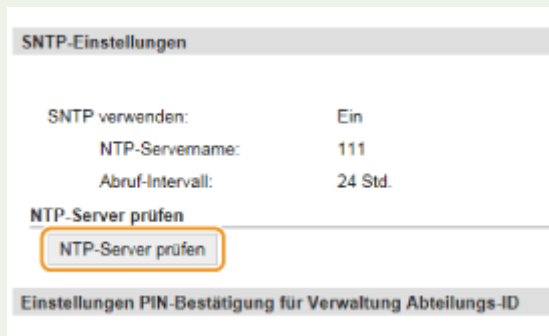 SNTP-Einstellungen
SNTP verwenden: Ein
NTP-Servername: 111
Abruf-Intervall: 24 Std.
NTP-Server prüfen
NTP-Server prüfen
Einstellungen PIN-Bestätigung für Verwaltung Abteilungs-ID